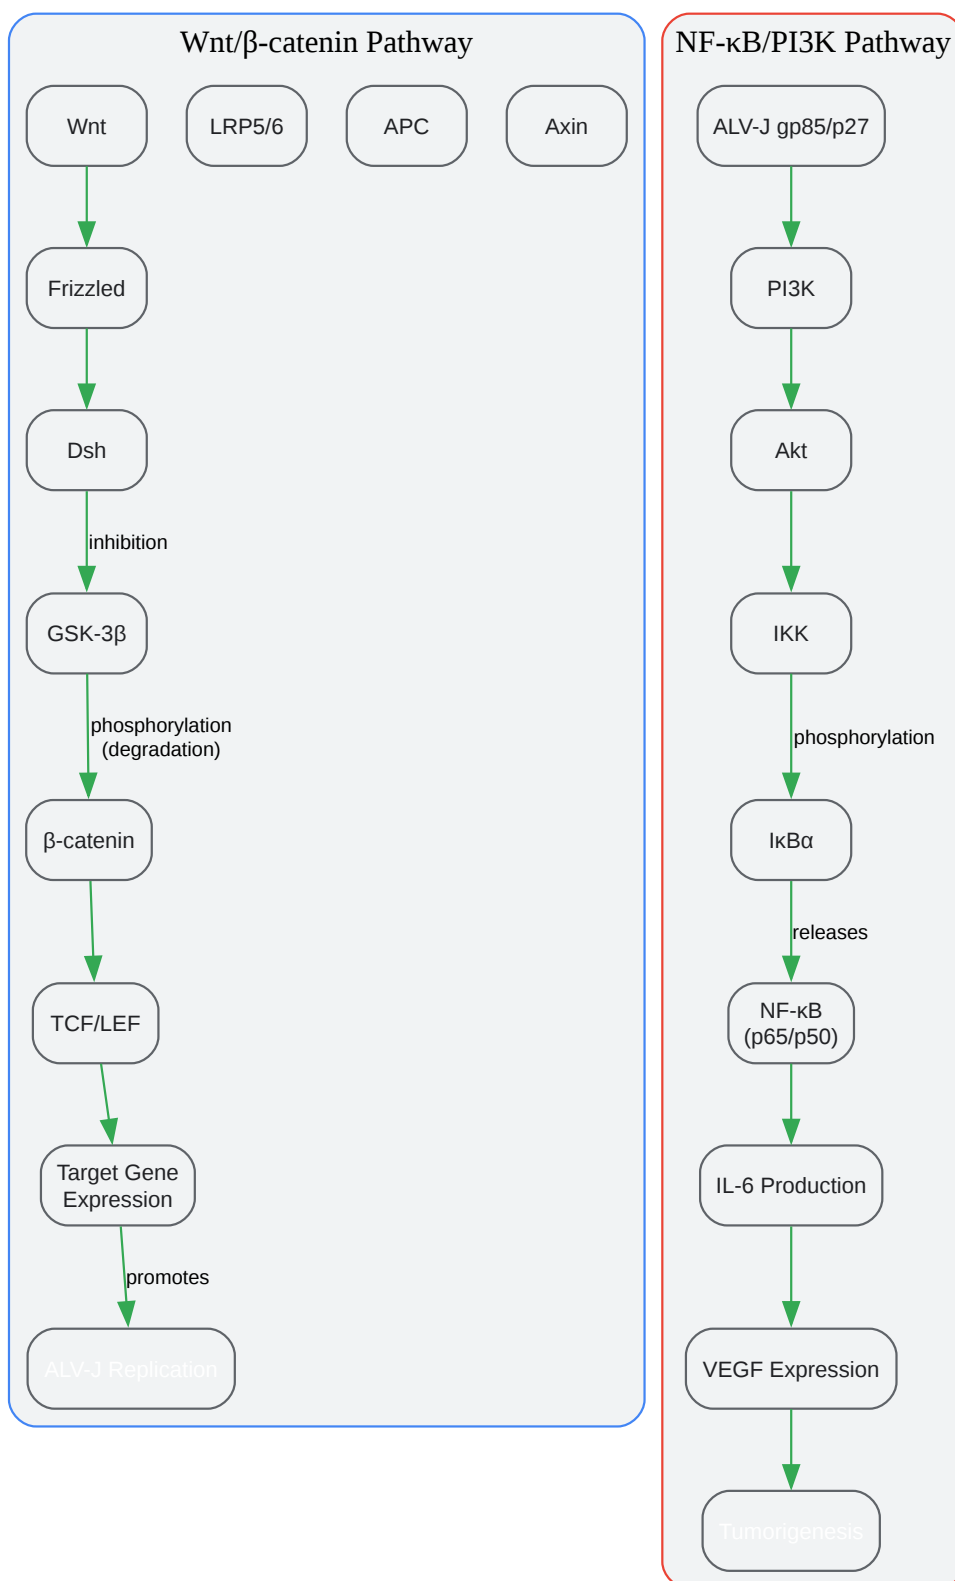 Wnt/β-catenin Pathway
Wnt
LRP5/6
APC
Axin
Frizzled
Dsh
inhibition
GSK-3β
phosphorylation
(degradation)
β-catenin
TCF/LEF
Target Gene
Expression
promotes
ALV-J Replication
NF-κB/PI3K Pathway
ALV-J gp85/p27
PI3K
Akt
IKK
phosphorylation
IκBα
releases
NF-κB
(p65/p50)
IL-6 Production
VEGF Expression
Tumorigenesis